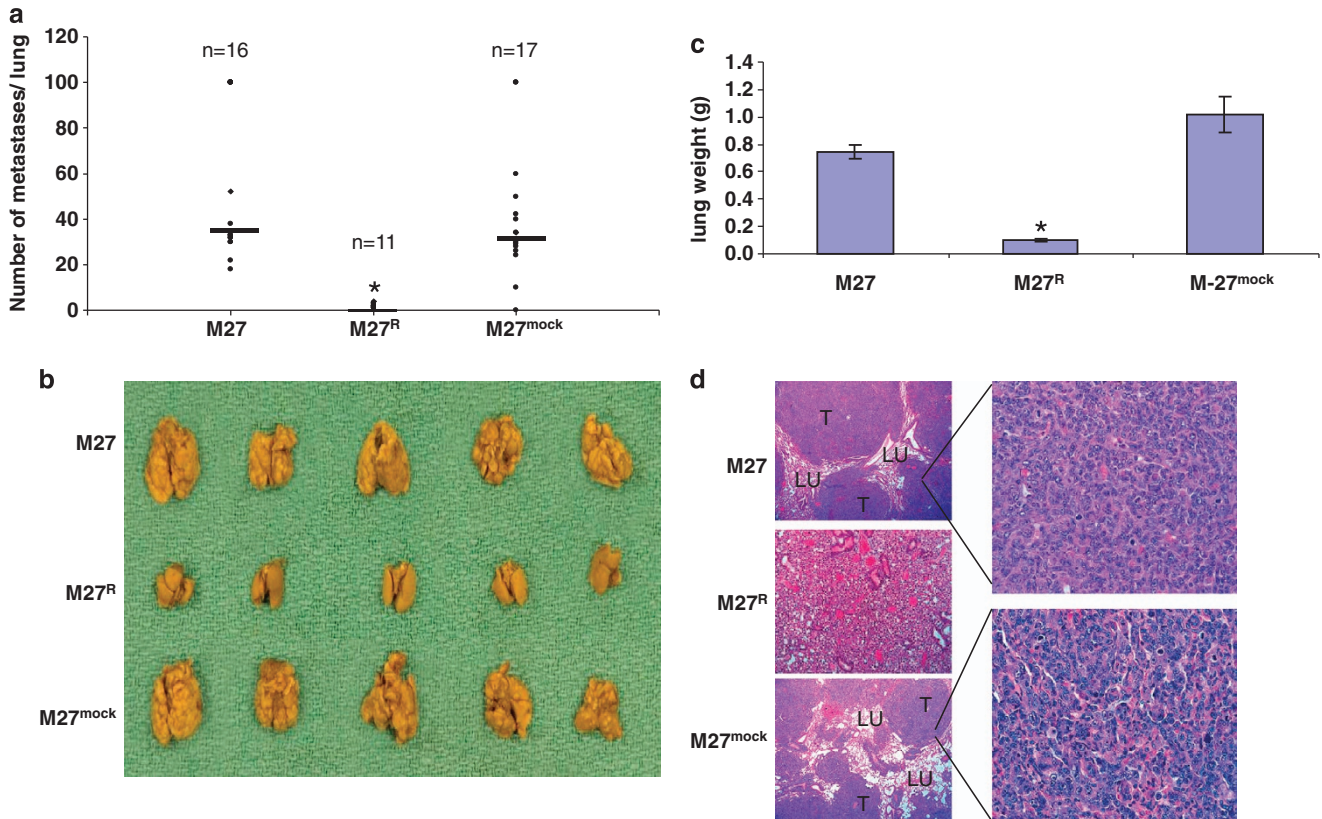 a
Number of metastases/ lung
120
100
80
60
40
20
0
n=16
n=11
n=17
*
M27
M27ᴿ
M27ᵐᵒᶜᵏ
c
lung weight (g)
1.4
1.2
1.0
0.8
0.6
0.4
0.2
0.0
*
M27
M27ᴿ
M-27ᵐᵒᶜᵏ
b
M27
M27ᴿ
M27ᵐᵒᶜᵏ
d
M27
T
LU
LU
T
M27ᴿ
M27ᵐᵒᶜᵏ
T
LU
LU
T